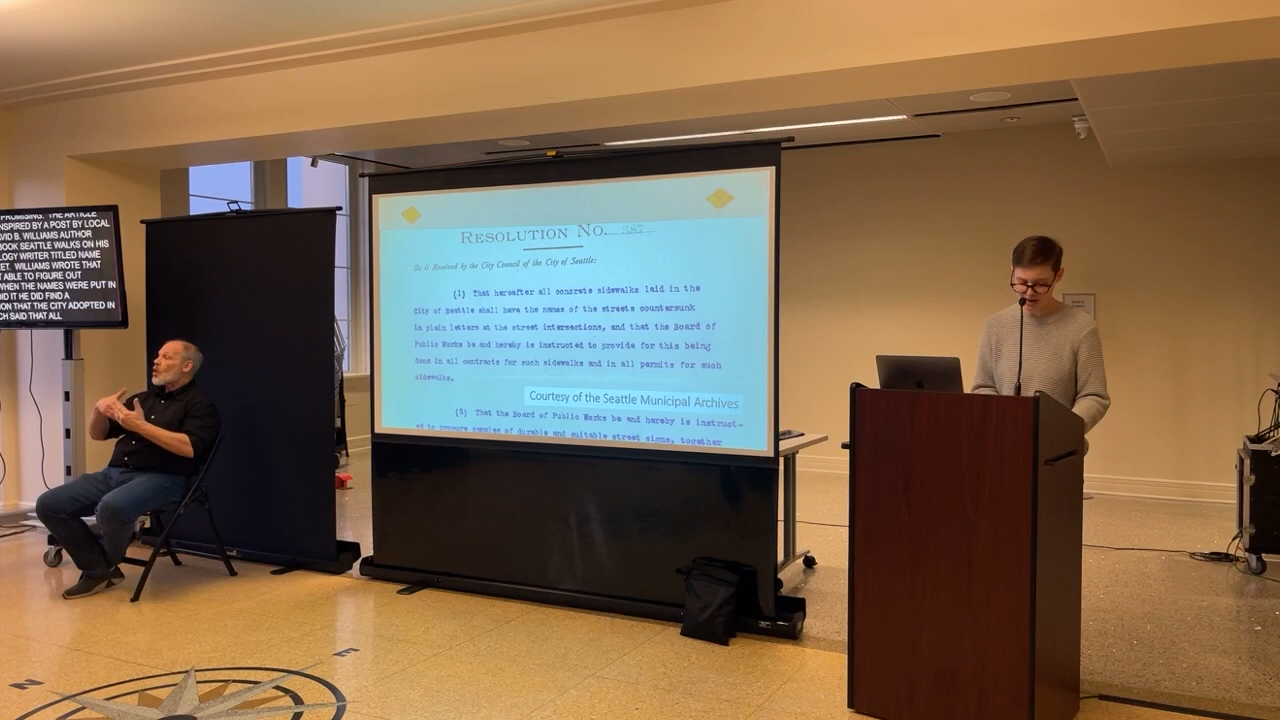 PROMISING. THE ARTICLE
NSPIRED BY A POST BY LOCAL
VID B. WILLIAMS AUTHOR
BOOK SEATTLE WALKS ON HIS
LOGY WRITER TITLED NAME
EET. WILLIAMS WROTE THAT
T ABLE TO FIGURE OUT
WHEN THE NAMES WERE PUT IN
DID IT HE DID FIND A
ION THAT THE CITY ADOPTED IN
CH SAID THAT ALL
RESOLUTION NO. 387
Be it Resolved by the City Council of the City of Seattle:
(1) That hereafter all concrete sidewalks laid in the
City of Seattle shall have the names of the streets countersunk
in plain letters at the street intersections, and that the Board of
Public Works be and hereby is instructed to provide for this being
done in all contracts for such sidewalks and in all permits for such
sidewalks.
Courtesy of the Seattle Municipal Archives
(2) That the Board of Public Works be and hereby is instruct-
ed to procure samples of durable and suitable street signs, together
N
E